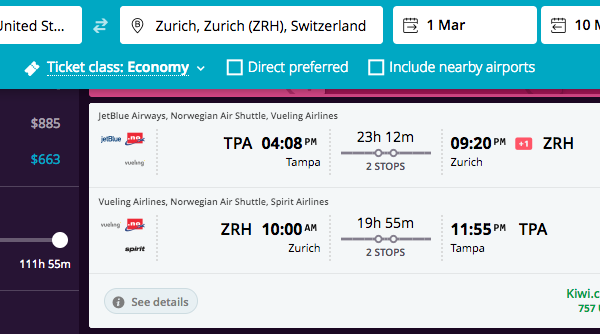 United St...
B
Zurich, Zurich (ZRH), Switzerland
1 Mar
10 M
Ticket class: Economy
Direct preferred
Include nearby airports
$885
$663
111h 55m
JetBlue Airways, Norwegian Air Shuttle, Vueling Airlines
jetBlue
.no
vueling
TPA 04:08 PM
Tampa
23h 12m
2 STOPS
09:20 PM +1 ZRH
Zurich
Vueling Airlines, Norwegian Air Shuttle, Spirit Airlines
vueling
.no
spirit
ZRH 10:00 AM
Zurich
19h 55m
2 STOPS
11:55 PM TPA
Tampa
See details
Kiwi.c
757 U